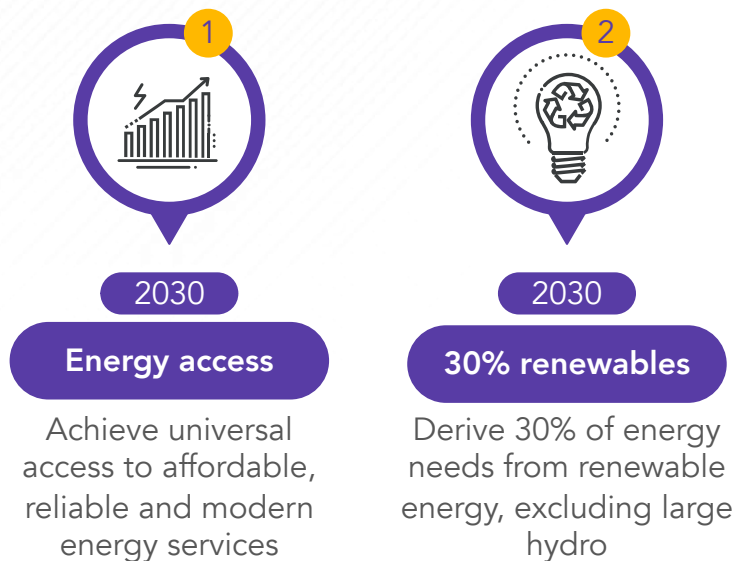 1
2030
Energy access
Achieve universal
access to affordable,
reliable and modern
energy services
2
2030
30% renewables
Derive 30% of energy
needs from renewable
energy, excluding large
hydro